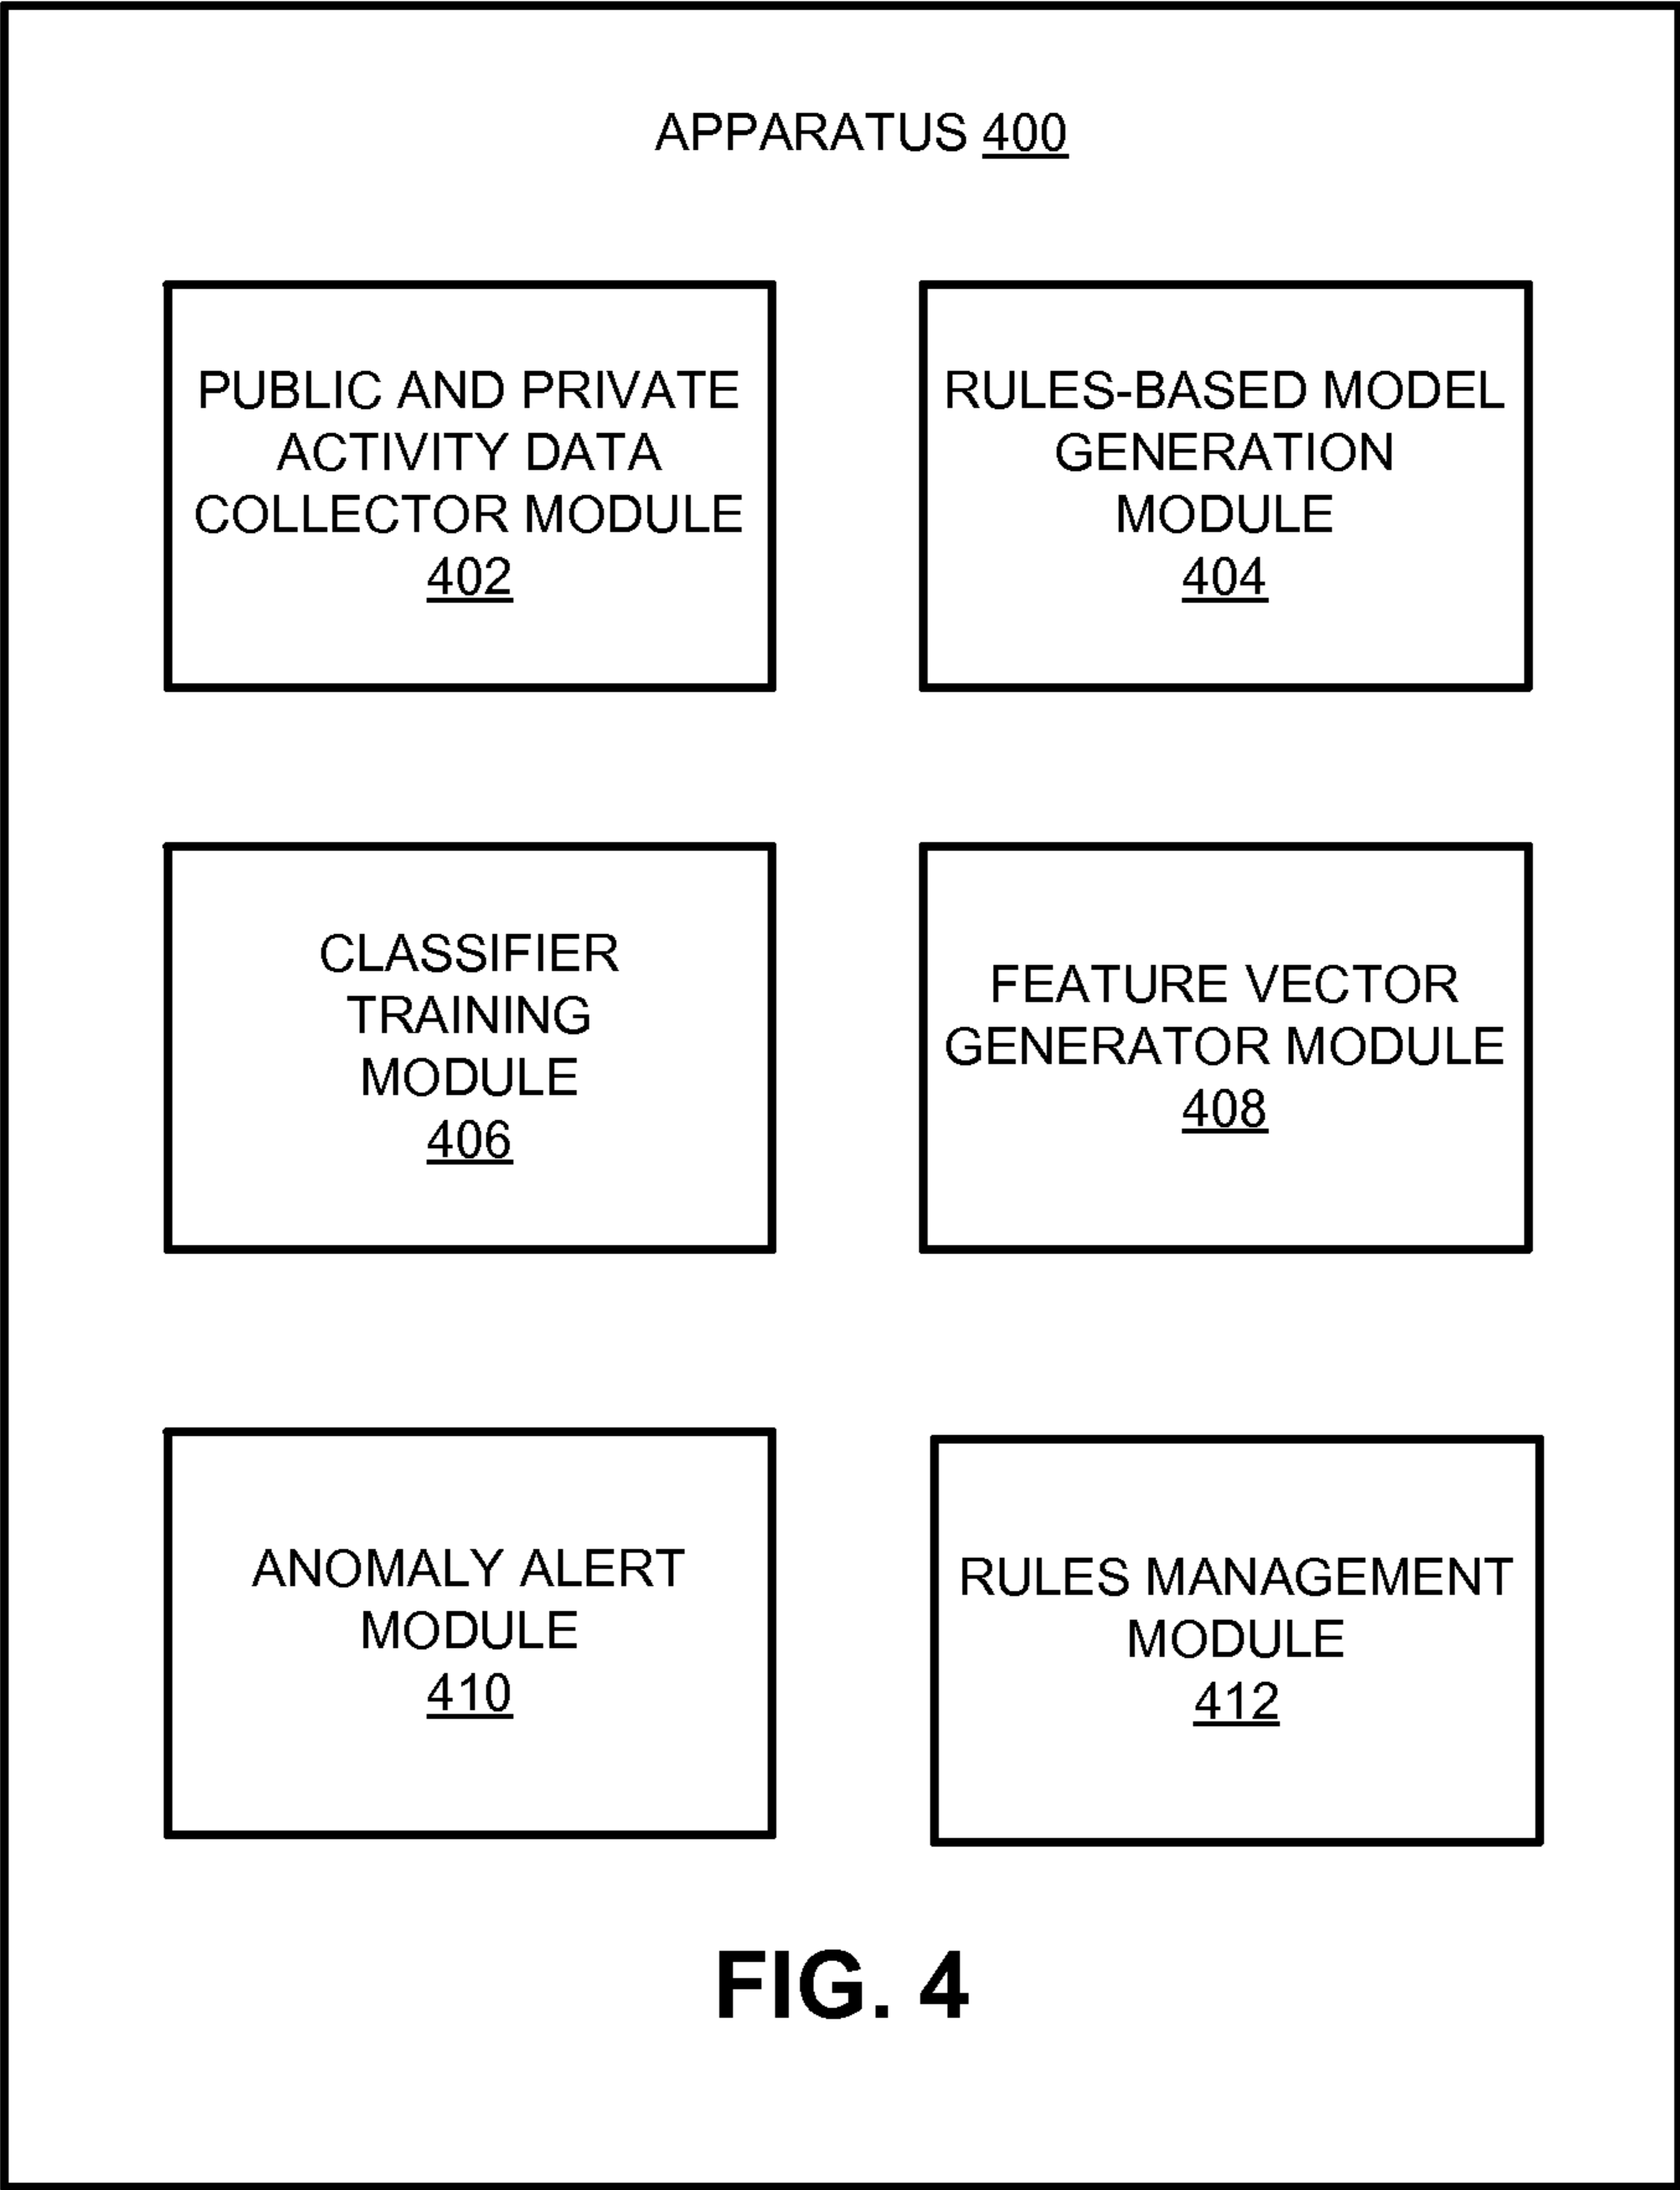 APPARATUS 400
PUBLIC AND PRIVATE
ACTIVITY DATA
COLLECTOR MODULE
402
RULES-BASED MODEL
GENERATION
MODULE
404
CLASSIFIER
TRAINING
MODULE
406
FEATURE VECTOR
GENERATOR MODULE
408
ANOMALY ALERT
MODULE
410
RULES MANAGEMENT
MODULE
412
FIG. 4